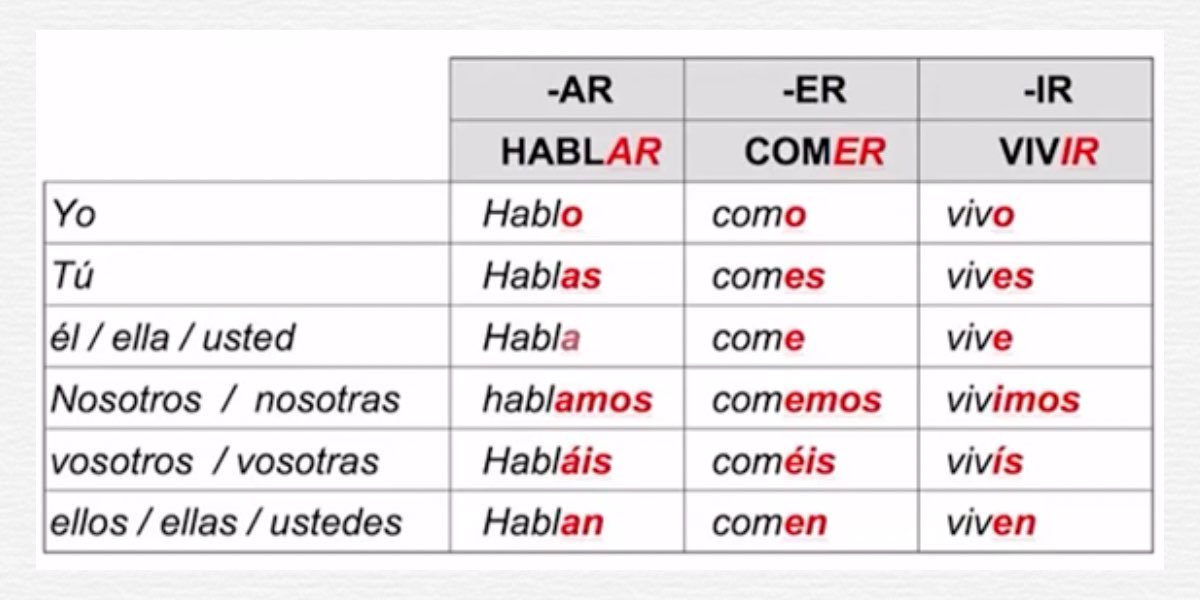 -AR -ER -IR
HABLAR COMER VIVIR
Yo Hablo como vivo
Tú Hablas comes vives
él / ella / usted Habla come vive
Nosotros / nosotras hablamos comemos vivimos
vosotros / vosotras Habláis coméis vivís
ellos / ellas / ustedes Hablan comen viven